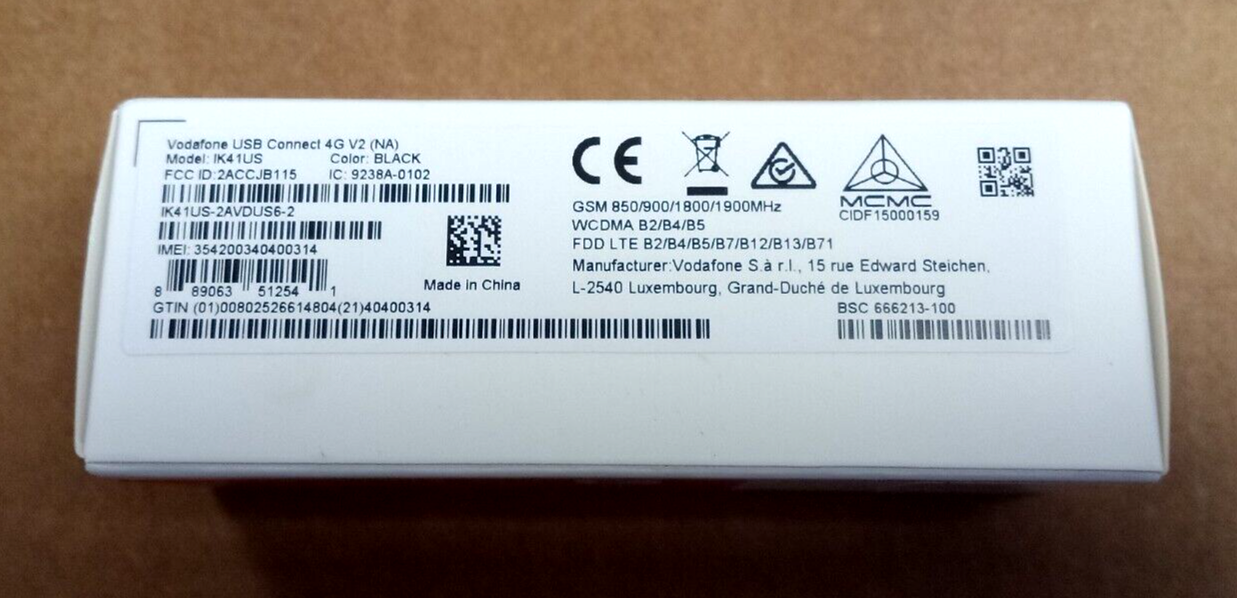 Vodafone USB Connect 4G V2 (NA)
Model: IK41US Color: BLACK
FCC ID:2ACCJB115 IC: 9238A-0102
IK41US-2AVDUS6-2
IMEI: 354200340400314
8 89063 51254 1
Made in China
GTIN (01)00802526614804(21)40400314
CE
MCMC
CIDF15000159
GSM 850/900/1800/1900MHz
WCDMA B2/B4/B5
FDD LTE B2/B4/B5/B7/B12/B13/B71
Manufacturer:Vodafone S.à r.l., 15 rue Edward Steichen,
L-2540 Luxembourg, Grand-Duché de Luxembourg
BSC 666213-100